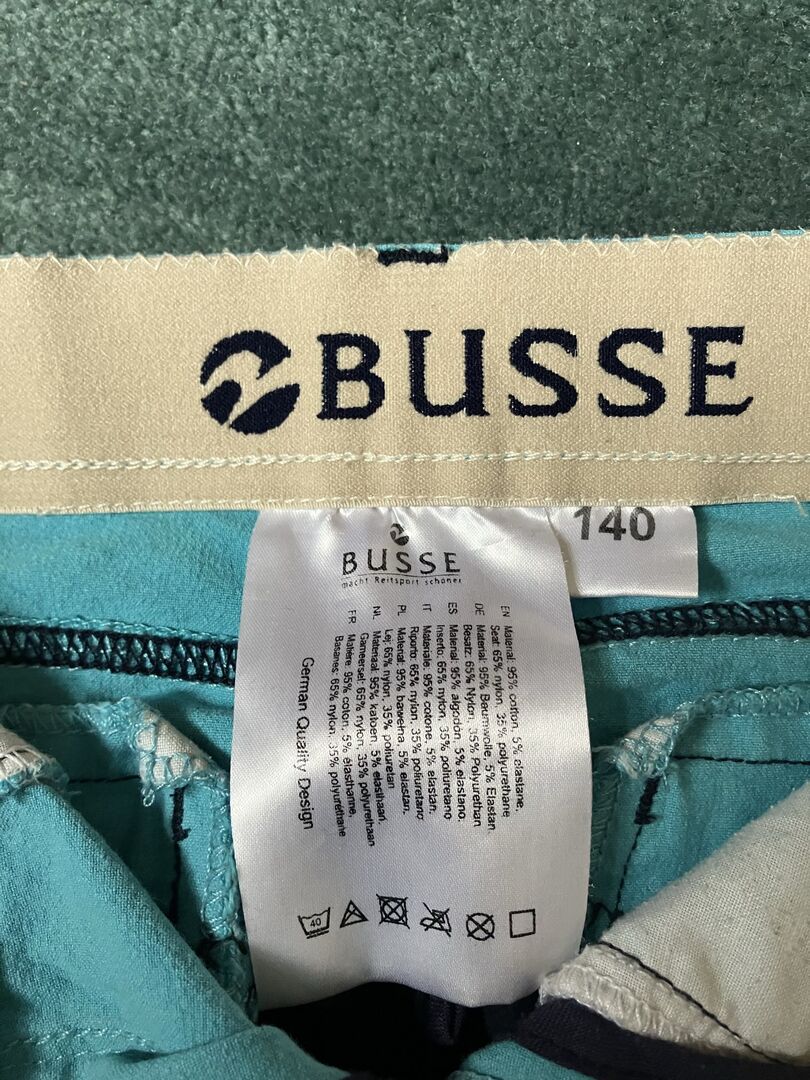 BUSSE
140
BUSSE
macht Reitsport schöner
EN Material: 95% cotton, 5% elastane,
Seat: 65% nylon, 35% polyurethane
DE Material: 95% Baumwolle, 5% Elastan
Besatz: 65% Nylon, 35% Polyurethan
ES Material: 95% algodón, 5% elastano,
Inserto: 65% nylon, 35% poliuretano
IT Materiale: 95% cotone, 5% elastan,
Riporto: 65% nylon, 35% poliuretano
PL Material: 95% bawełna, 5% elastan,
Lej: 65% nylon, 35% poliuretan
NL Materiaal: 95% katoen, 5% elasthaan,
Garneersel: 65% nylon, 35% polyurethaan
FR Matière: 95% coton, 5% élasthanne,
Basanes: 65% nylon, 35% polyuréthane
German Quality Design
40